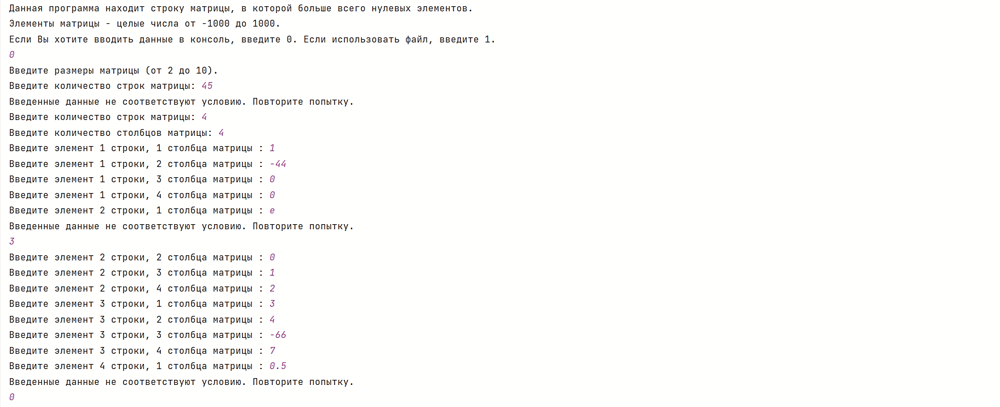 Данная программа находит строку матрицы, в которой больше всего нулевых элементов.
Элементы матрицы - целые числа от -1000 до 1000.
Если Вы хотите вводить данные в консоль, введите 0. Если использовать файл, введите 1.
0
Введите размеры матрицы (от 2 до 10).
Введите количество строк матрицы: 45
Введенные данные не соответствуют условию. Повторите попытку.
Введите количество строк матрицы: 4
Введите количество столбцов матрицы: 4
Введите элемент 1 строки, 1 столбца матрицы : 1
Введите элемент 1 строки, 2 столбца матрицы : -44
Введите элемент 1 строки, 3 столбца матрицы : 0
Введите элемент 1 строки, 4 столбца матрицы : 0
Введите элемент 2 строки, 1 столбца матрицы : e
Введенные данные не соответствуют условию. Повторите попытку.
3
Введите элемент 2 строки, 2 столбца матрицы : 0
Введите элемент 2 строки, 3 столбца матрицы : 1
Введите элемент 2 строки, 4 столбца матрицы : 2
Введите элемент 3 строки, 1 столбца матрицы : 3
Введите элемент 3 строки, 2 столбца матрицы : 4
Введите элемент 3 строки, 3 столбца матрицы : -66
Введите элемент 3 строки, 4 столбца матрицы : 7
Введите элемент 4 строки, 1 столбца матрицы : 0.5
Введенные данные не соответствуют условию. Повторите попытку.
0